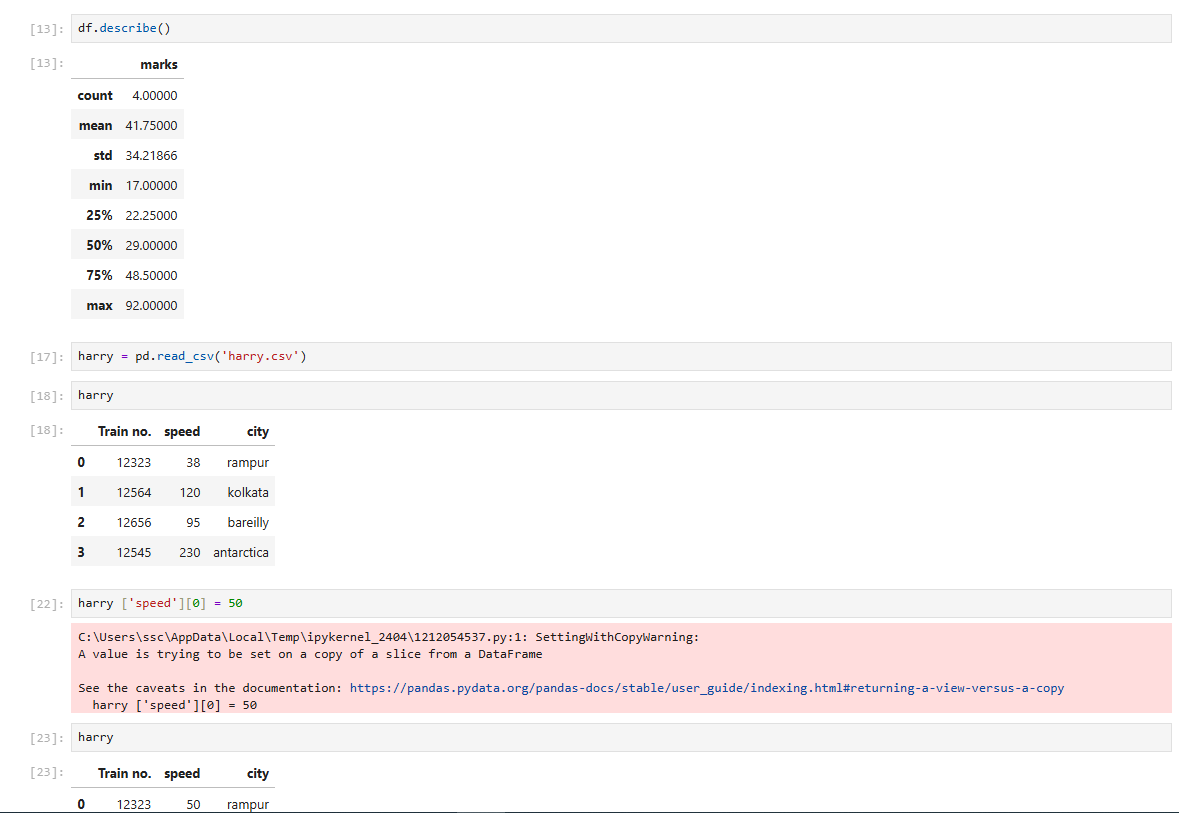 [13]: df.describe()
[13]: marks
count 4.00000
mean 41.75000
std 34.21866
min 17.00000
25% 22.25000
50% 29.00000
75% 48.50000
max 92.00000
[17]: harry = pd.read_csv('harry.csv')
[18]: harry
[18]: Train no. speed city
0 12323 38 rampur
1 12564 120 kolkata
2 12656 95 bareilly
3 12545 230 antarctica
[22]: harry ['speed'][0] = 50
C:\Users\ssc\AppData\Local\Temp\ipykernel_2404\1212054537.py:1: SettingWithCopyWarning:
A value is trying to be set on a copy of a slice from a DataFrame
See the caveats in the documentation: https://pandas.pydata.org/pandas-docs/stable/user_guide/indexing.html#returning-a-view-versus-a-copy
harry ['speed'][0] = 50
[23]: harry
[23]: Train no. speed city
0 12323 50 rampur